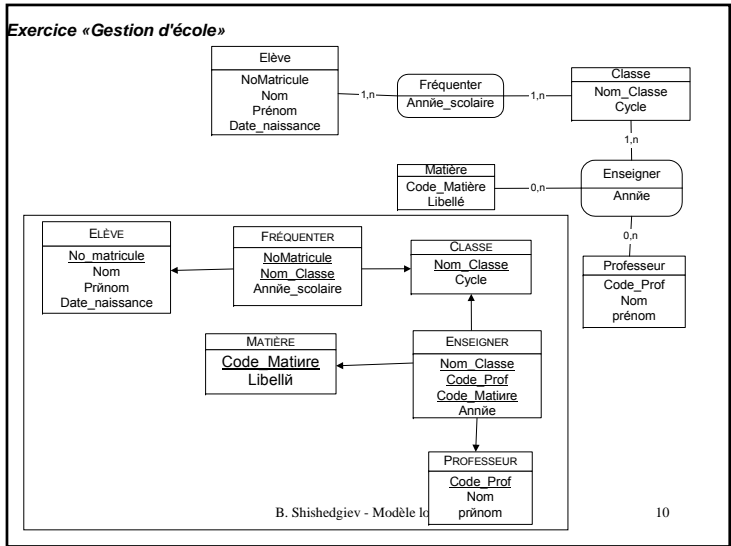 Exercice «Gestion d'école»
Elève
NoMatricule
Nom
Prénom
Date_naissance
1,n
Fréquenter
Annйe_scolaire
1,n
Classe
Nom_Classe
Cycle
1,n
Matière
Code_Matière
Libellé
0,n
Enseigner
Annйe
0,n
Professeur
Code_Prof
Nom
prénom
ELÈVE
No_matricule
Nom
Prйnom
Date_naissance
FRÉQUENTER
NoMatricule
Nom_Classe
Annйe_scolaire
CLASSE
Nom_Classe
Cycle
MATIÈRE
Code_Matiиre
Libellй
ENSEIGNER
Nom_Classe
Code_Prof
Code_Matiиre
Annйe
PROFESSEUR
Code_Prof
Nom
prйnom
B. Shishedgiev - Modèle lo
10